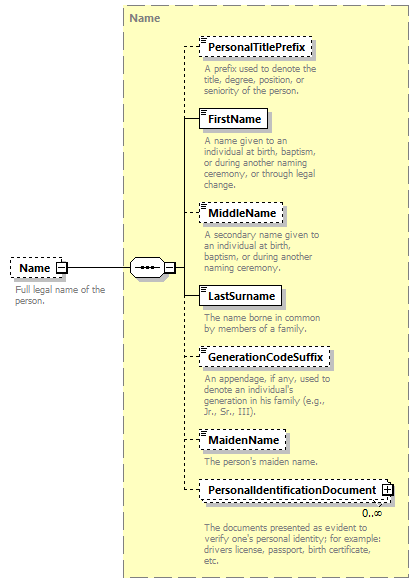 Name
PersonalTitlePrefix
A prefix used to denote the
title, degree, position, or
seniority of the person.
FirstName
A name given to an
individual at birth, baptism,
or during another naming
ceremony, or through legal
change.
MiddleName
A secondary name given to
an individual at birth,
baptism, or during another
naming ceremony.
Name
Full legal name of the
person.
LastSurname
The name borne in common
by members of a family.
GenerationCodeSuffix
An appendage, if any, used to
denote an individual's
generation in his family (e.g.,
Jr., Sr., III).
MaidenName
The person's maiden name.
PersonalIdentificationDocument
0..∞
The documents presented as evident to
verify one's personal identity; for example:
drivers license, passport, birth certificate,
etc.